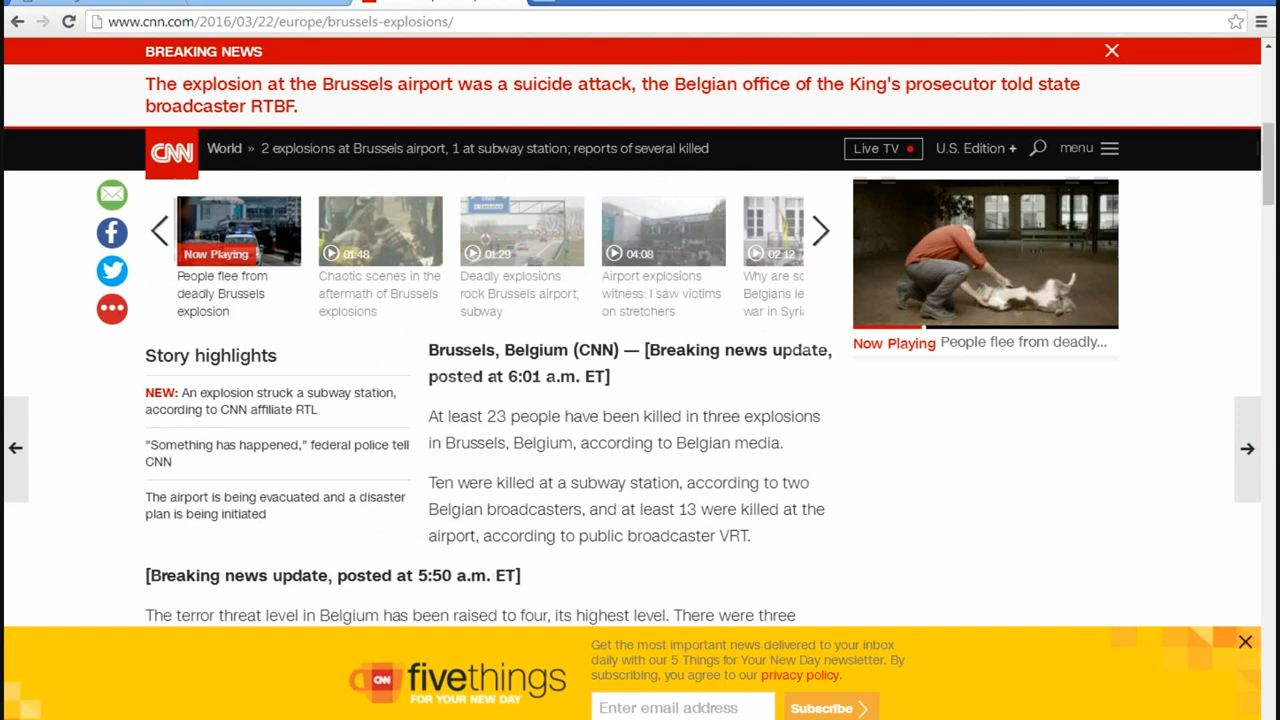 www.cnn.com/2016/03/22/europe/brussels-explosions/
BREAKING NEWS
The explosion at the Brussels airport was a suicide attack, the Belgian office of the King's prosecutor told state
broadcaster RTBF.
CNN World » 2 explosions at Brussels airport, 1 at subway station; reports of several killed
Live TV
U.S. Edition +
menu
Now Playing
People flee from
deadly Brussels
explosion
01:48
Chaotic scenes in the
aftermath of Brussels
explosions
01:29
Deadly explosions
rock Brussels airport,
subway
04:08
Airport explosions
witness: I saw victims
on stretchers
02:12
Why are so
Belgians le
war in Syri
Now Playing People flee from deadly...
Story highlights
NEW: An explosion struck a subway station,
according to CNN affiliate RTL
"Something has happened," federal police tell
CNN
The airport is being evacuated and a disaster
plan is being initiated
Brussels, Belgium (CNN) — [Breaking news update,
posted at 6:01 a.m. ET]
At least 23 people have been killed in three explosions
in Brussels, Belgium, according to Belgian media.
Ten were killed at a subway station, according to two
Belgian broadcasters, and at least 13 were killed at the
airport, according to public broadcaster VRT.
[Breaking news update, posted at 5:50 a.m. ET]
The terror threat level in Belgium has been raised to four, its highest level. There were three
CNN
fivethings
FOR YOUR NEW DAY
Get the most important news delivered to your inbox
daily with our 5 Things for Your New Day newsletter. By
subscribing, you agree to our privacy policy.
Enter email address
Subscribe